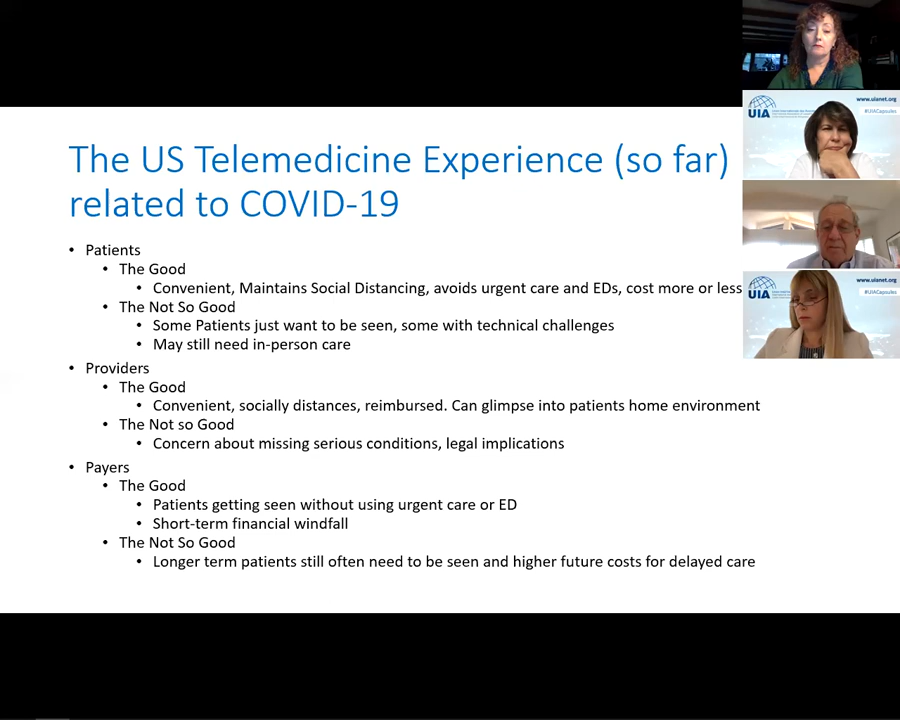 The US Telemedicine Experience (so far)
related to COVID-19
• Patients
• The Good
• Convenient, Maintains Social Distancing, avoids urgent care and EDs, cost more or less
• The Not So Good
• Some Patients just want to be seen, some with technical challenges
• May still need in-person care
• Providers
• The Good
• Convenient, socially distances, reimbursed. Can glimpse into patients home environment
• The Not so Good
• Concern about missing serious conditions, legal implications
• Payers
• The Good
• Patients getting seen without using urgent care or ED
• Short-term financial windfall
• The Not So Good
• Longer term patients still often need to be seen and higher future costs for delayed care
UIA
www.uianet.org
#UIACapsules
UIA
www.uianet.org
#UIACapsules